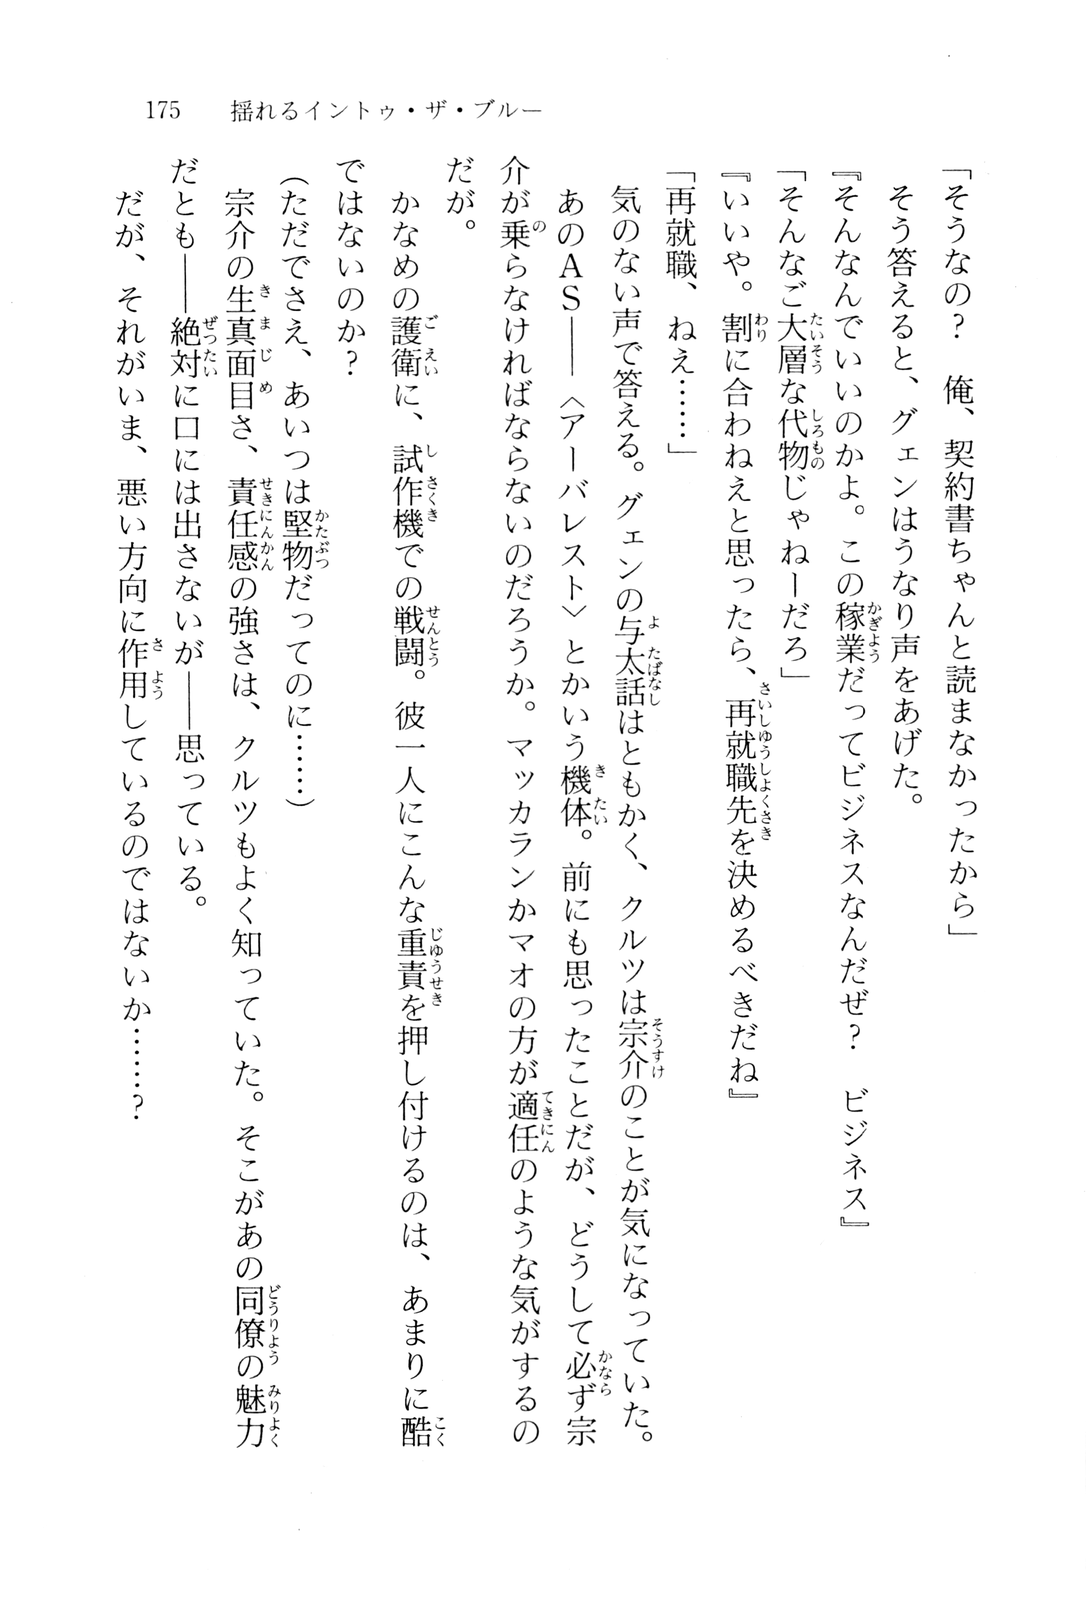 175　揺れるイントゥ・ザ・ブルー
「そうなの？　俺、契約書ちゃんと読まなかったから」
　そう答えると、グェンはうなり声をあげた。
『そんなんでいいのかよ。この稼業だってビジネスなんだぜ？　ビジネス』
「そんなご大層な代物じゃねーだろ」
『いいや。割に合わねえと思ったら、再就職先を決めるべきだね』
「再就職、ねえ……」
　気のない声で答える。グェンの与太話はともかく、クルツは宗介のことが気になっていた。
　あのＡＳ――〈アーバレスト〉とかいう機体。前にも思ったことだが、どうして必ず宗
介が乗らなければならないのだろうか。マッカランかマオの方が適任のような気がするの
だが。
　かなめの護衛に、試作機での戦闘。彼一人にこんな重責を押し付けるのは、あまりに酷
ではないのか？
（ただでさえ、あいつは堅物だってのに……）
　宗介の生真面目さ、責任感の強さは、クルツもよく知っていた。そこがあの同僚の魅力
だとも――絶対に口には出さないが――思っている。
　だが、それがいま、悪い方向に作用しているのではないか……？